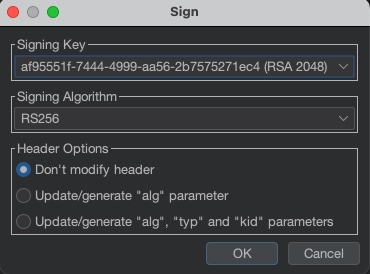 Sign
Signing Key
af95551f-7444-4999-aa56-2b7575271ec4 (RSA 2048)
Signing Algorithm
RS256
Header Options
Don't modify header
Update/generate "alg" parameter
Update/generate "alg", "typ" and "kid" parameters
OK
Cancel